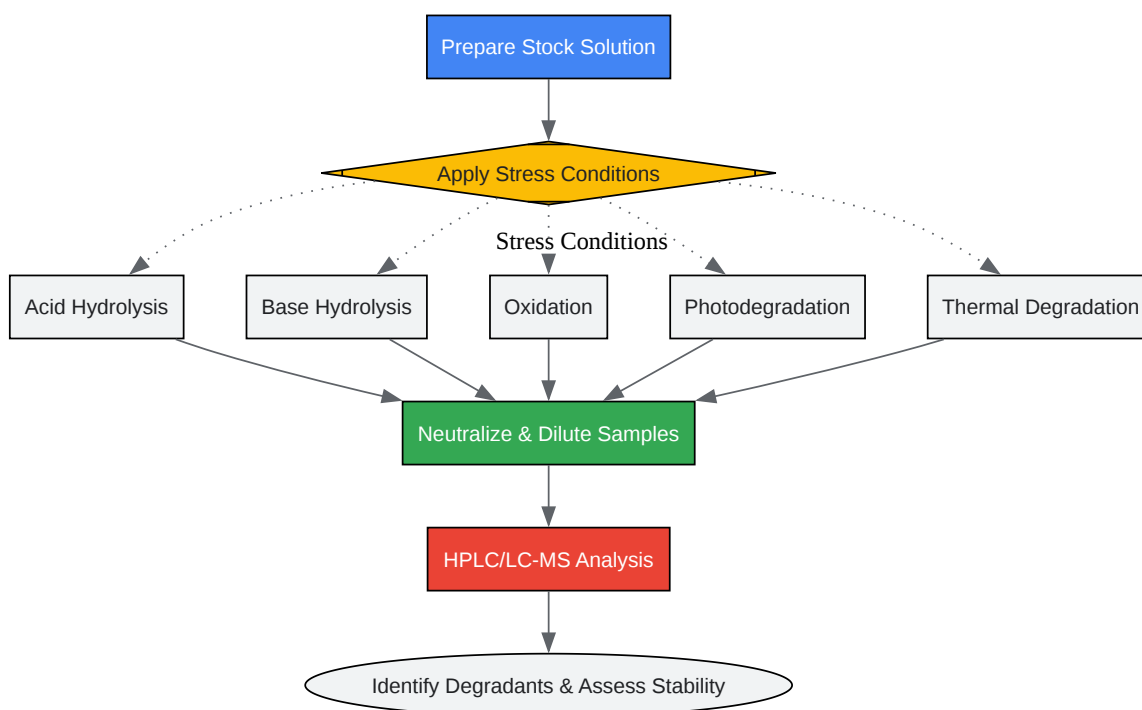 Prepare Stock Solution
Apply Stress Conditions
Stress Conditions
Acid Hydrolysis
Base Hydrolysis
Oxidation
Photodegradation
Thermal Degradation
Neutralize & Dilute Samples
HPLC/LC-MS Analysis
Identify Degradants & Assess Stability